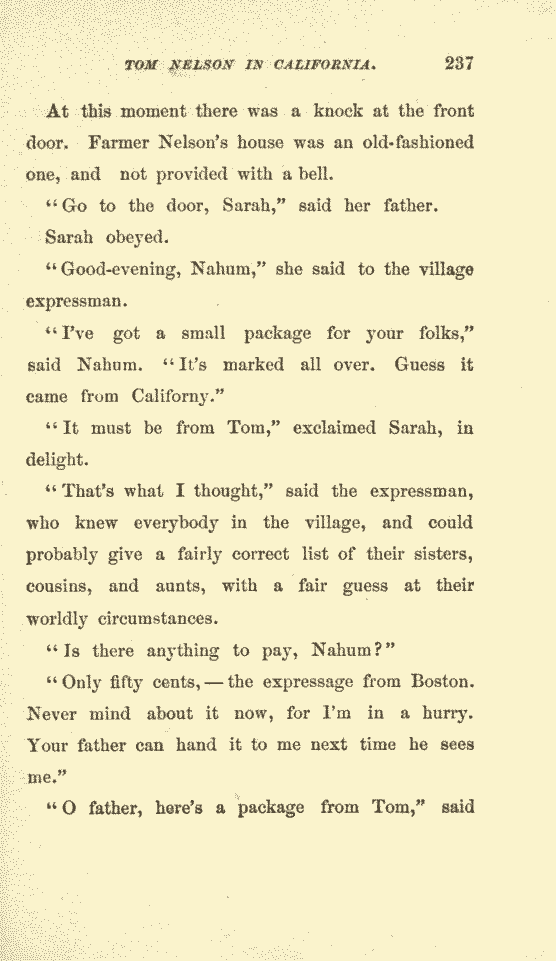 TOM NELSON IN CALIFORNIA. 237
At this moment there was a knock at the front
door. Farmer Nelson's house was an old-fashioned
one, and not provided with a bell.
"Go to the door, Sarah," said her father.
Sarah obeyed.
"Good-evening, Nahum," she said to the village
expressman.
"I've got a small package for your folks,"
said Nahum. "It's marked all over. Guess it
came from Californy."
"It must be from Tom," exclaimed Sarah, in
delight.
"That's what I thought," said the expressman,
who knew everybody in the village, and could
probably give a fairly correct list of their sisters,
cousins, and aunts, with a fair guess at their
worldly circumstances.
"Is there anything to pay, Nahum?"
"Only fifty cents, — the expressage from Boston.
Never mind about it now, for I'm in a hurry.
Your father can hand it to me next time he sees
me."
"O father, here's a package from Tom," said